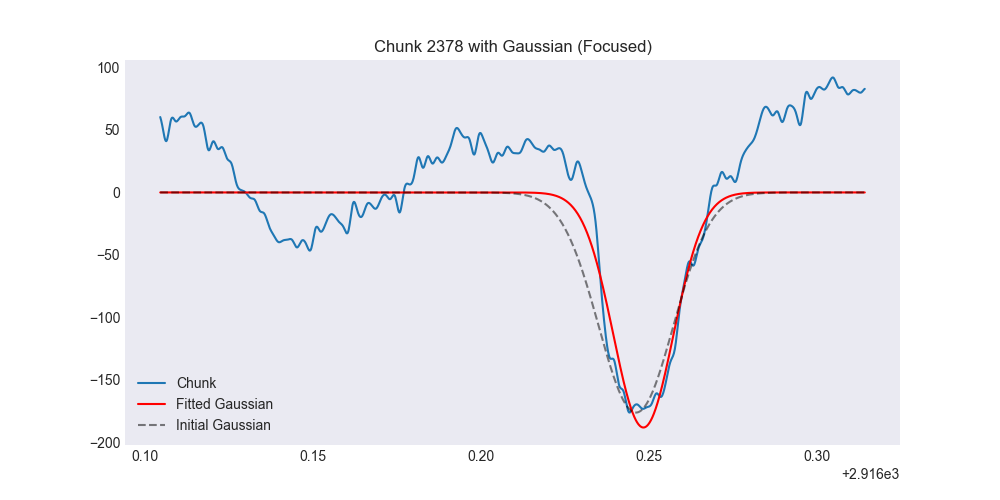 Chunk 2378 with Gaussian (Focused)
100
50
0
−50
−100
−150
−200
Chunk
Fitted Gaussian
Initial Gaussian
0.10 0.15 0.20 0.25 0.30
+2.916e3